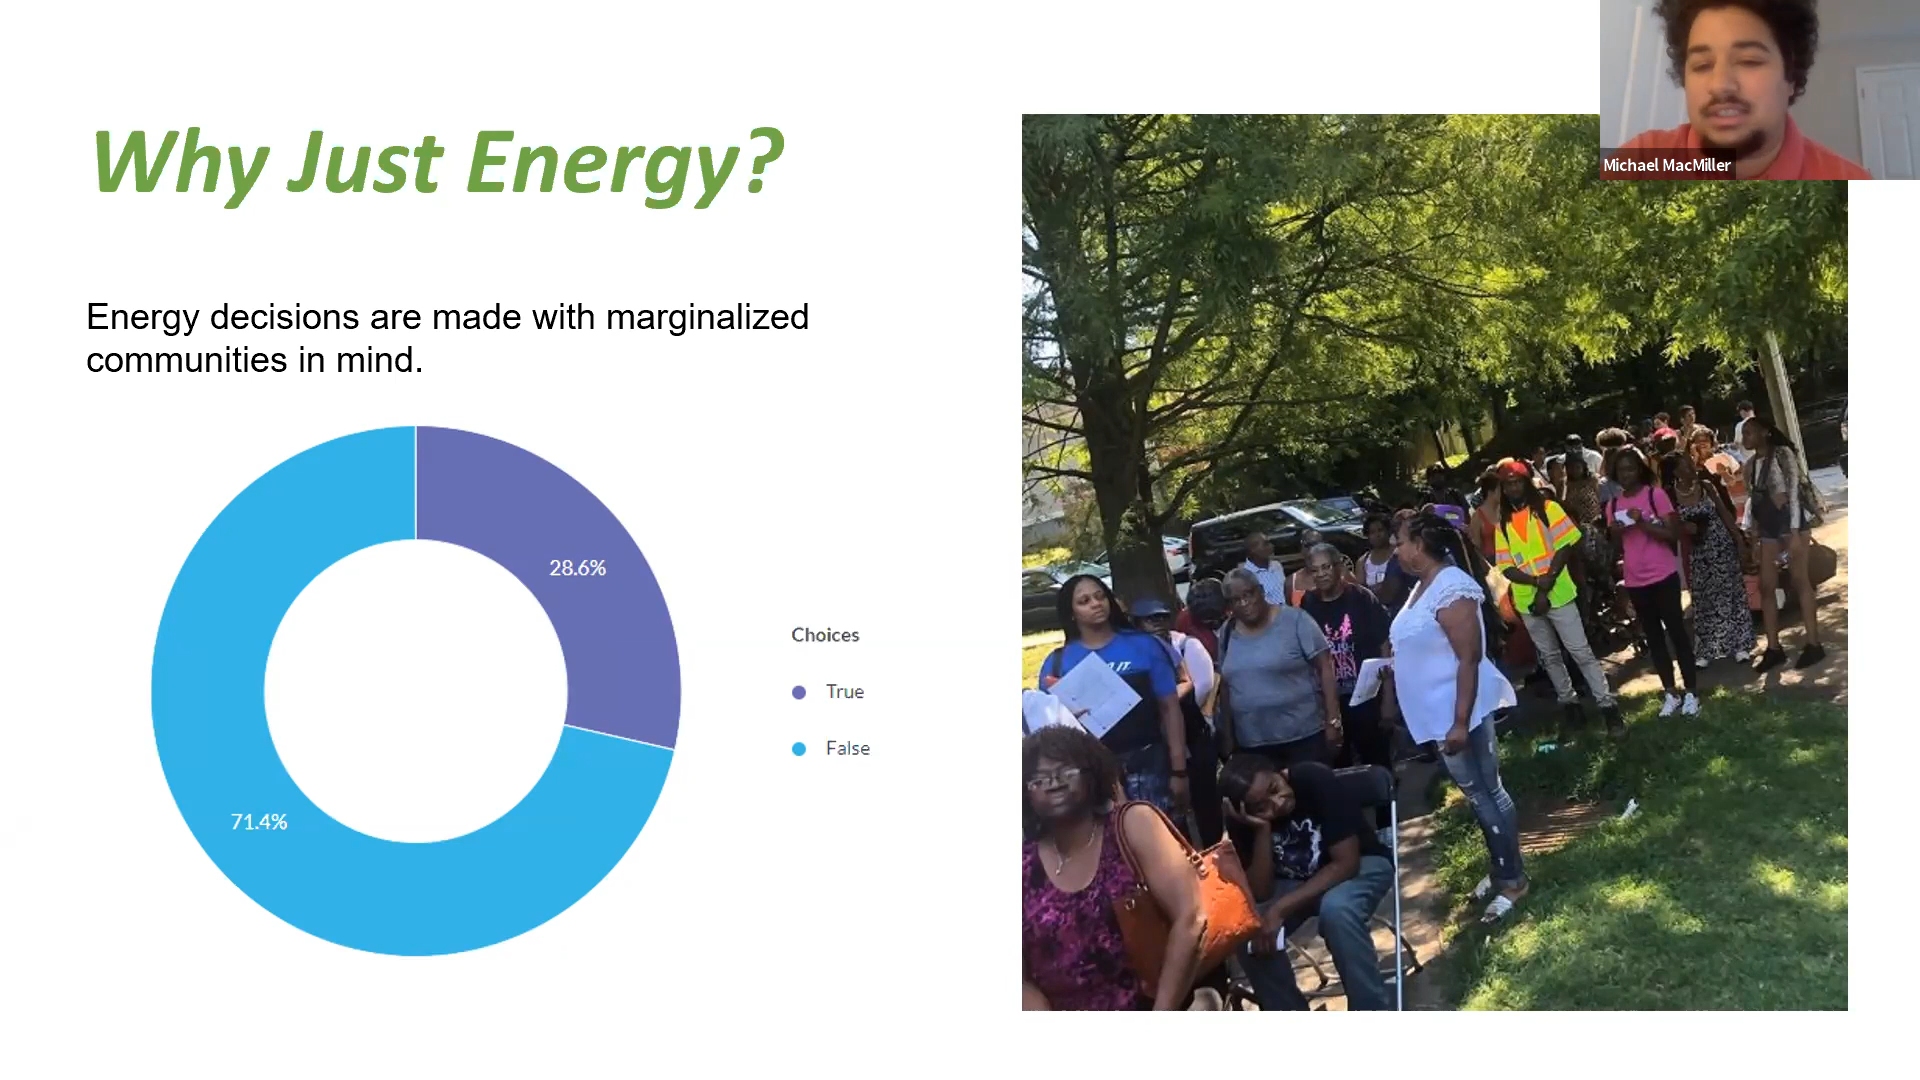 Why Just Energy?
Michael MacMiller
Energy decisions are made with marginalized
communities in mind.
28.6%
71.4%
Choices
True
False